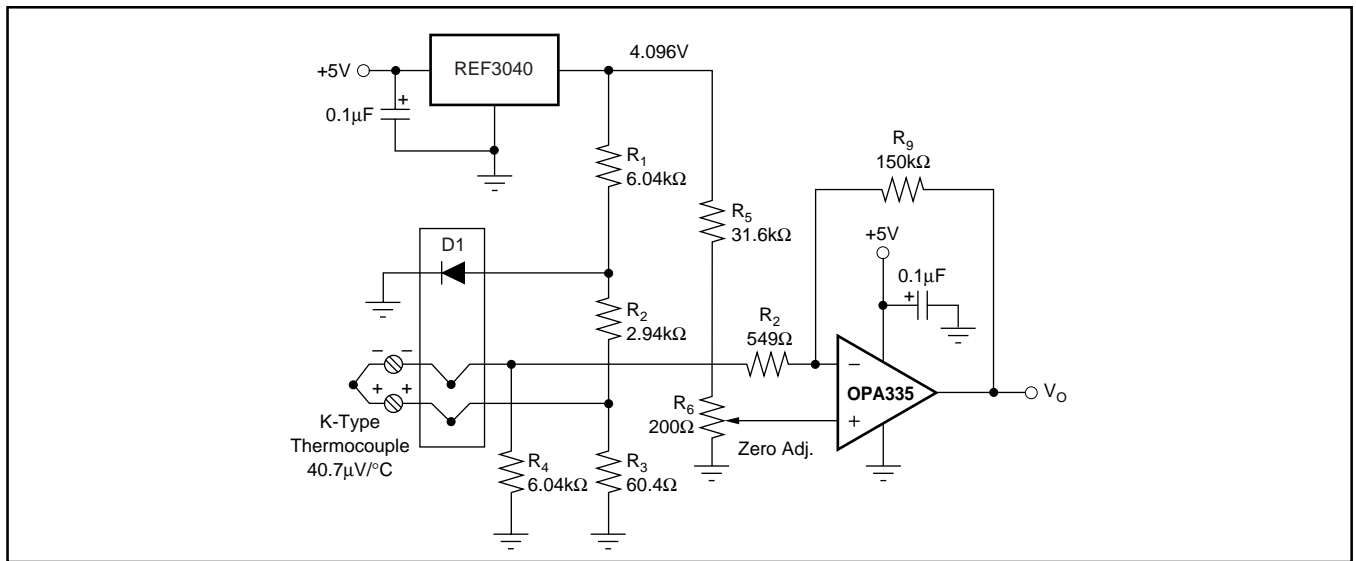 4.096V
+5V
REF3040
+
0.1µF
R1
6.04kΩ
R9
150kΩ
R5
31.6kΩ
D1
+5V
0.1µF
+
R2
2.94kΩ
R2
549Ω
− −
+ +
−
OPA335
+
VO
R6
200Ω
Zero Adj.
K-Type
Thermocouple
40.7µV/°C
R4
6.04kΩ
R3
60.4Ω